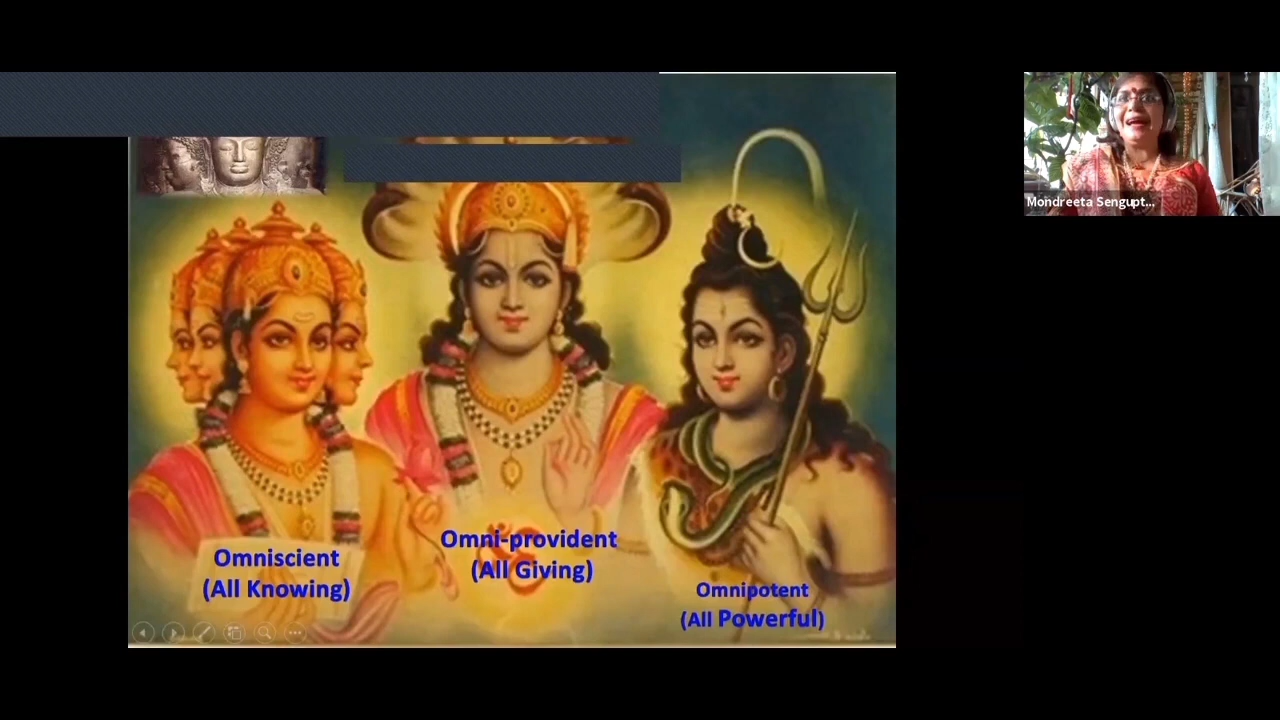 Mondreeta Sengupt...
Omni-provident
(All Giving)
Omniscient
(All Knowing)
Omnipotent
(All Powerful)